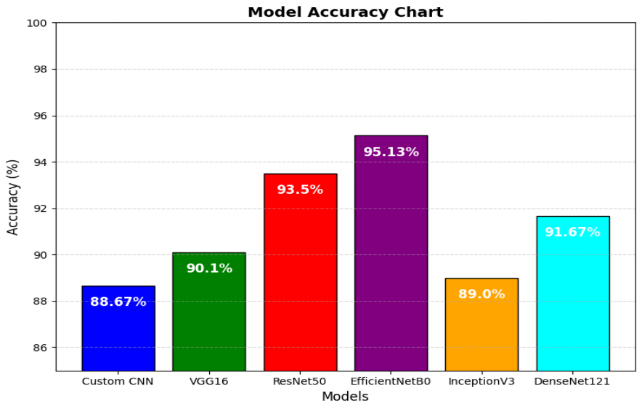 Model Accuracy Chart
100
98
96
94
92
90
88
86
Accuracy (%)
88.67%
90.1%
93.5%
95.13%
89.0%
91.67%
Custom CNN
VGG16
ResNet50
EfficientNetB0
InceptionV3
DenseNet121
Models